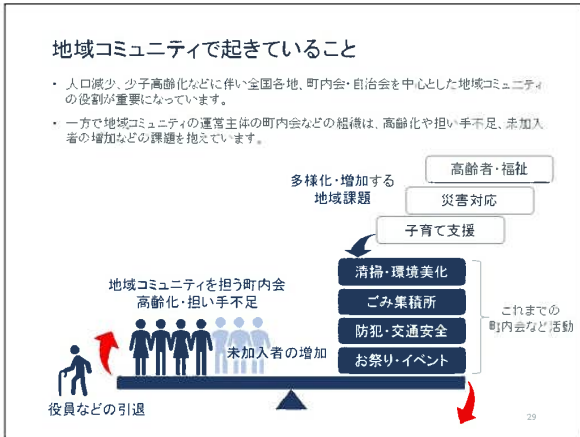 地域コミュニティで起きていること
・ 人口減少、少子高齢化などに伴い全国各地、町内会・自治会を中心とした地域コミュニティ
の役割が重要になっています。
・ 一方で地域コミュニティの運営主体の町内会などの組織は、高齢化や担い手不足、未加入
者の増加などの課題を抱えています。
多様化・増加する
地域課題
高齢者・福祉
災害対応
子育て支援
清掃・環境美化
ごみ集積所
防犯・交通安全
お祭り・イベント
これまでの
町内会など活動
地域コミュニティを担う町内会
高齢化・担い手不足
未加入者の増加
役員などの引退
29